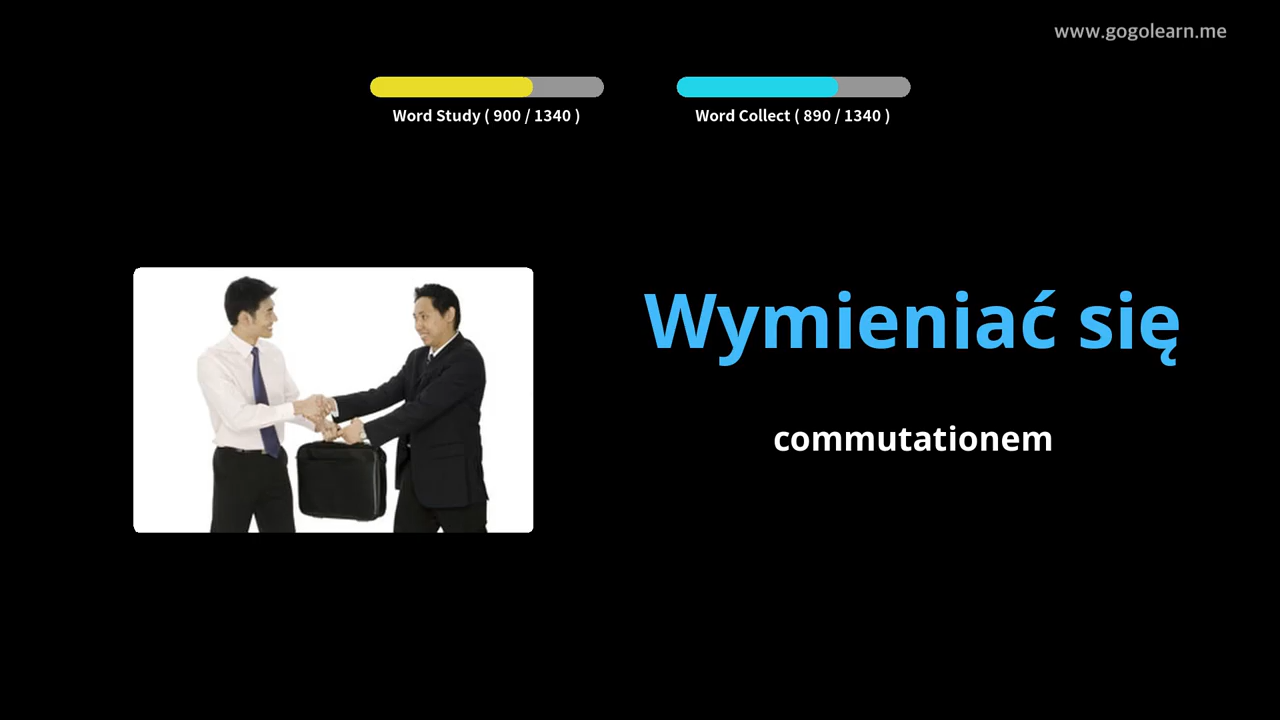 www.gogolearn.me
Word Study ( 900 / 1340 )
Word Collect ( 890 / 1340 )
Wymieniać się
commutationem